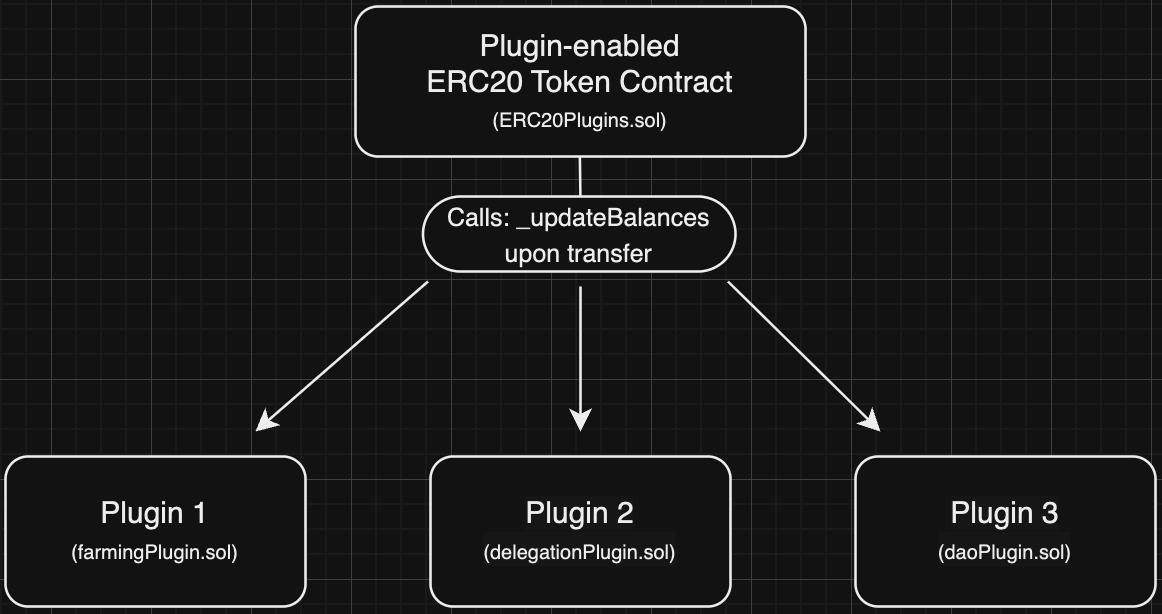 Plugin-enabled
ERC20 Token Contract
(ERC20Plugins.sol)
Calls: _updateBalances
upon transfer
Plugin 1
(farmingPlugin.sol)
Plugin 2
(delegationPlugin.sol)
Plugin 3
(daoPlugin.sol)